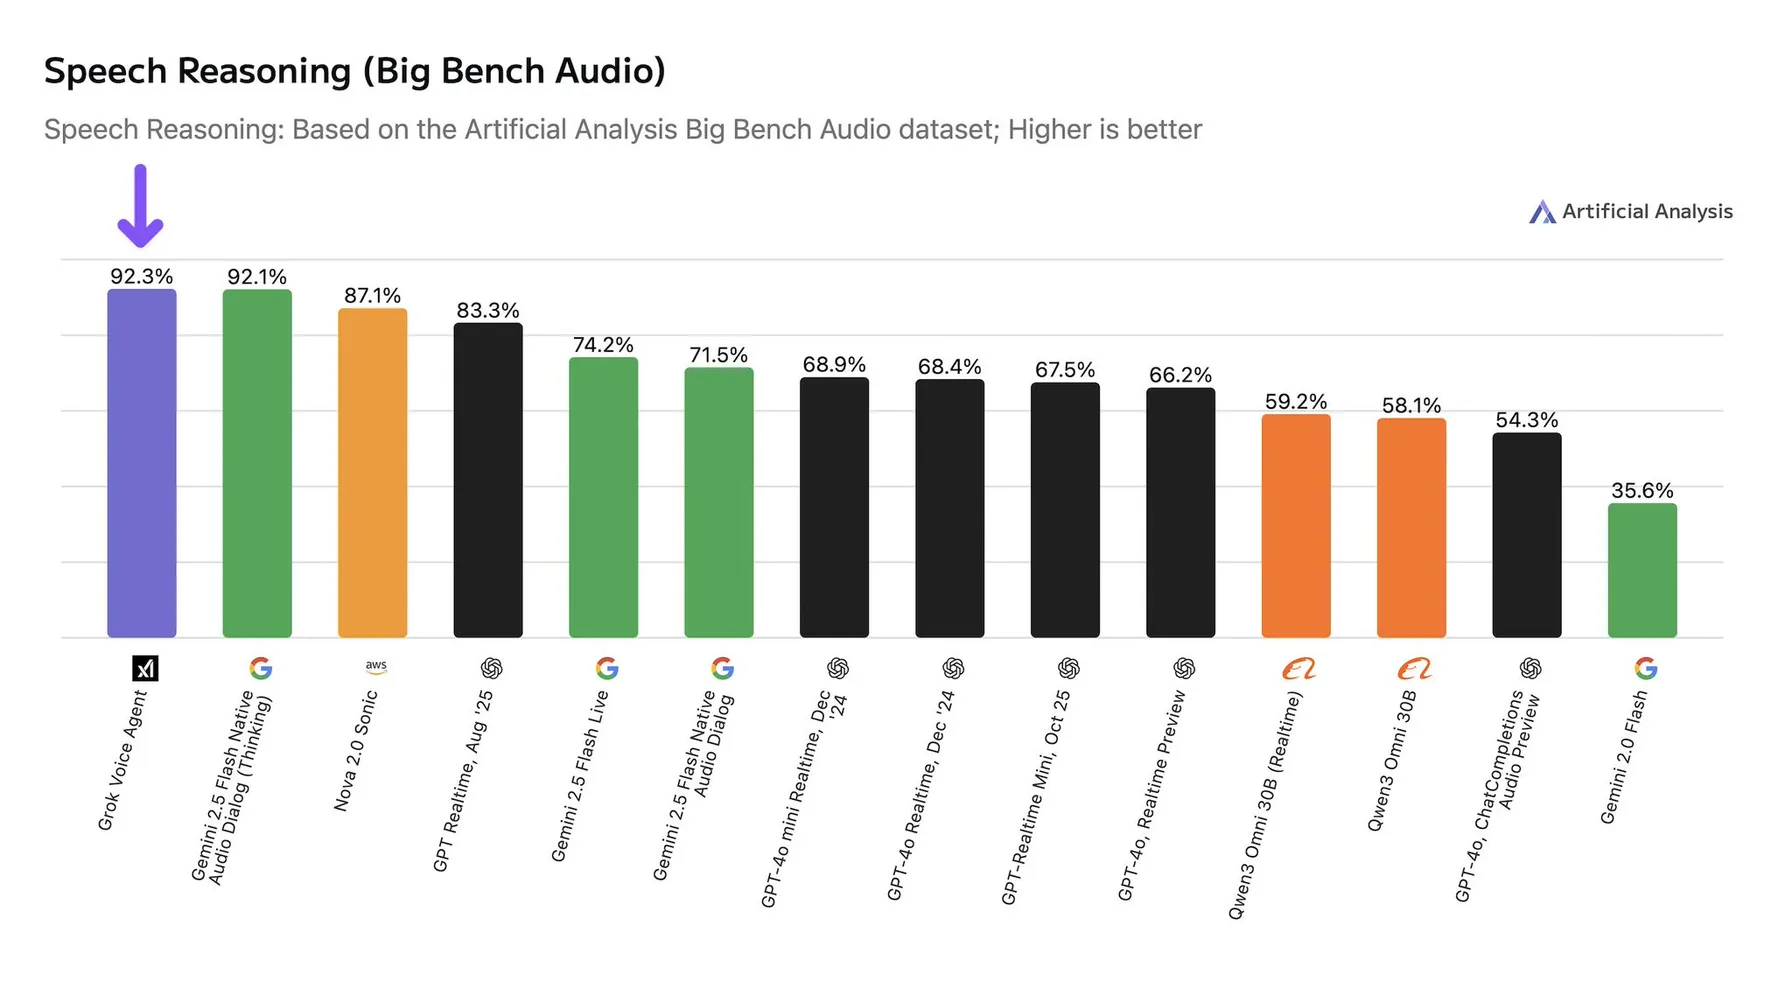 Speech Reasoning (Big Bench Audio)
Speech Reasoning: Based on the Artificial Analysis Big Bench Audio dataset; Higher is better
Artificial Analysis
92.3%
92.1%
87.1%
83.3%
74.2%
71.5%
68.9%
68.4%
67.5%
66.2%
59.2%
58.1%
54.3%
35.6%
xI
G
aws
G
G
G
Grok Voice Agent
Gemini 2.5 Flash Native
Audio Dialog (Thinking)
Nova 2.0 Sonic
GPT Realtime, Aug '25
Gemini 2.5 Flash Live
Gemini 2.5 Flash Native
Audio Dialog
GPT-4o mini Realtime, Dec
'24
GPT-4o Realtime, Dec '24
GPT-Realtime Mini, Oct 25
GPT-4o, Realtime Preview
Qwen3 Omni 30B (Realtime)
Qwen3 Omni 30B
GPT-4o, ChatCompletions
Audio Preview
Gemini 2.0 Flash